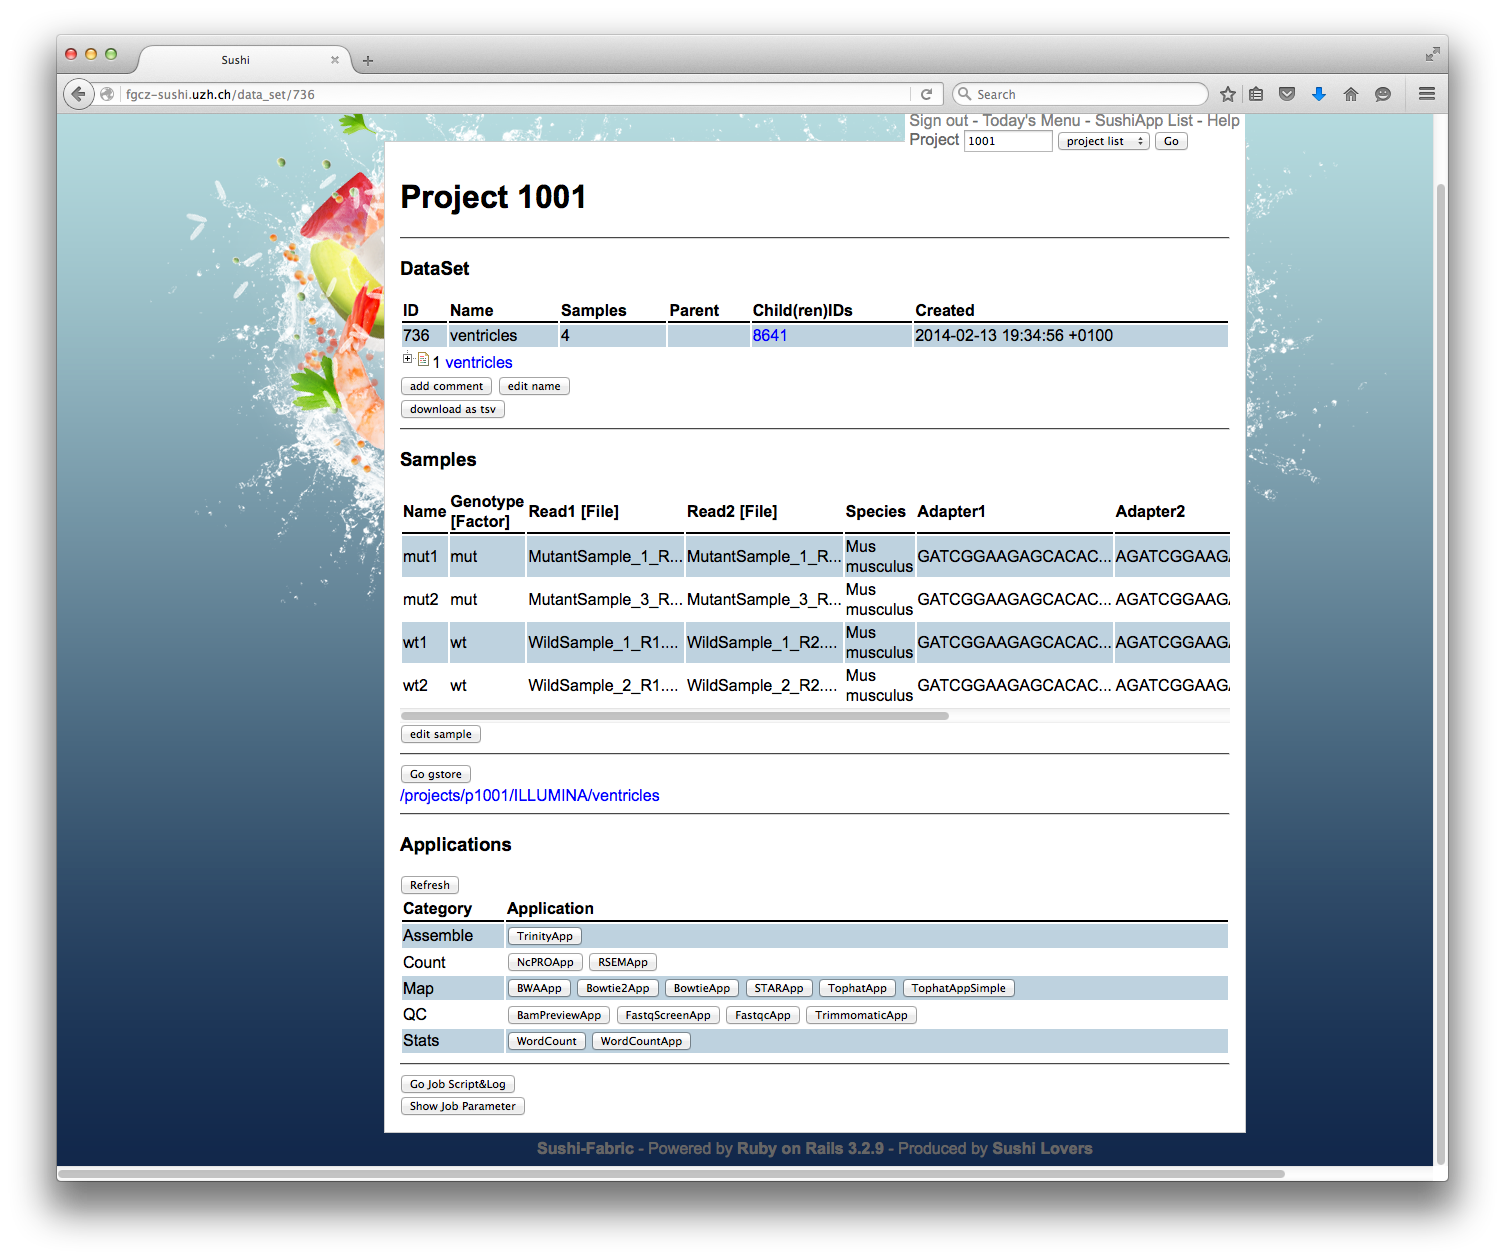 Sushi
fgcz-sushi.uzh.ch/data_set/736
Search
Sign out - Today's Menu - SushiApp List - Help
Project 1001 project list Go
Project 1001
DataSet
ID Name Samples Parent Child(ren)IDs Created
736 ventricles 4 8641 2014-02-13 19:34:56 +0100
1 ventricles
add comment edit name
download as tsv
Samples
Name Genotype [Factor] Read1 [File] Read2 [File] Species Adapter1 Adapter2
mut1 mut MutantSample_1_R... MutantSample_1_R... Mus musculus GATCGGAAGAGCACAC... AGATCGGAAGA
mut2 mut MutantSample_3_R... MutantSample_3_R... Mus musculus GATCGGAAGAGCACAC... AGATCGGAAGA
wt1 wt WildSample_1_R1.... WildSample_1_R2.... Mus musculus GATCGGAAGAGCACAC... AGATCGGAAGA
wt2 wt WildSample_2_R1.... WildSample_2_R2.... Mus musculus GATCGGAAGAGCACAC... AGATCGGAAGA
edit sample
Go gstore
/projects/p1001/ILLUMINA/ventricles
Applications
Refresh
Category Application
Assemble TrinityApp
Count NcPROApp RSEMApp
Map BWAApp Bowtie2App BowtieApp STARApp TophatApp TophatAppSimple
QC BamPreviewApp FastqScreenApp FastqcApp TrimmomaticApp
Stats WordCount WordCountApp
Go Job Script&Log
Show Job Parameter
Sushi-Fabric - Powered by Ruby on Rails 3.2.9 - Produced by Sushi Lovers